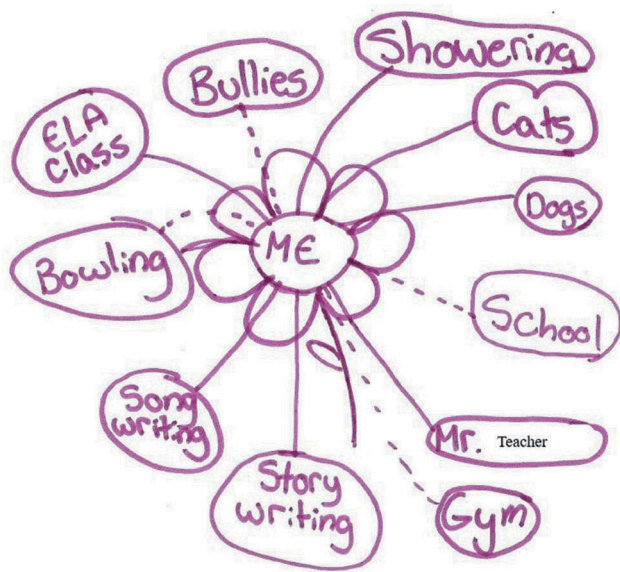 Showering
Bullies
Cats
ELA
class
Dogs
ME
Bowling
School
Song
writing
Mr. Teacher
Story
writing
Gym